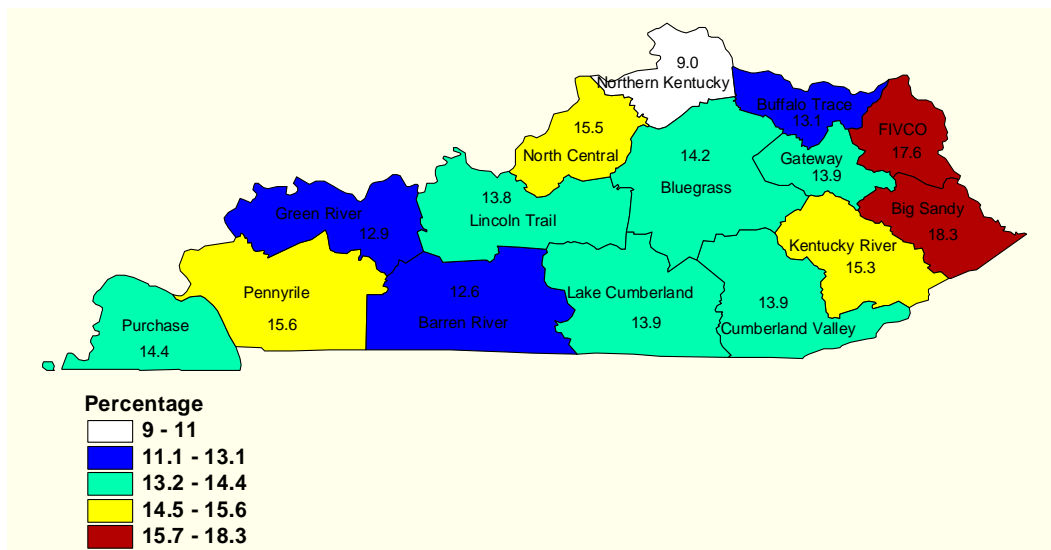 9.0
Northern Kentucky
Buffalo Trace
13.1
FIVCO
17.6
15.5
North Central
14.2
Bluegrass
Gateway
13.9
Big Sandy
18.3
13.8
Lincoln Trail
Green River
12.9
Kentucky River
15.3
Pennyrile
15.6
12.6
Barren River
Lake Cumberland
13.9
13.9
Cumberland Valley
Purchase
14.4
Percentage
9 - 11
11.1 - 13.1
13.2 - 14.4
14.5 - 15.6
15.7 - 18.3